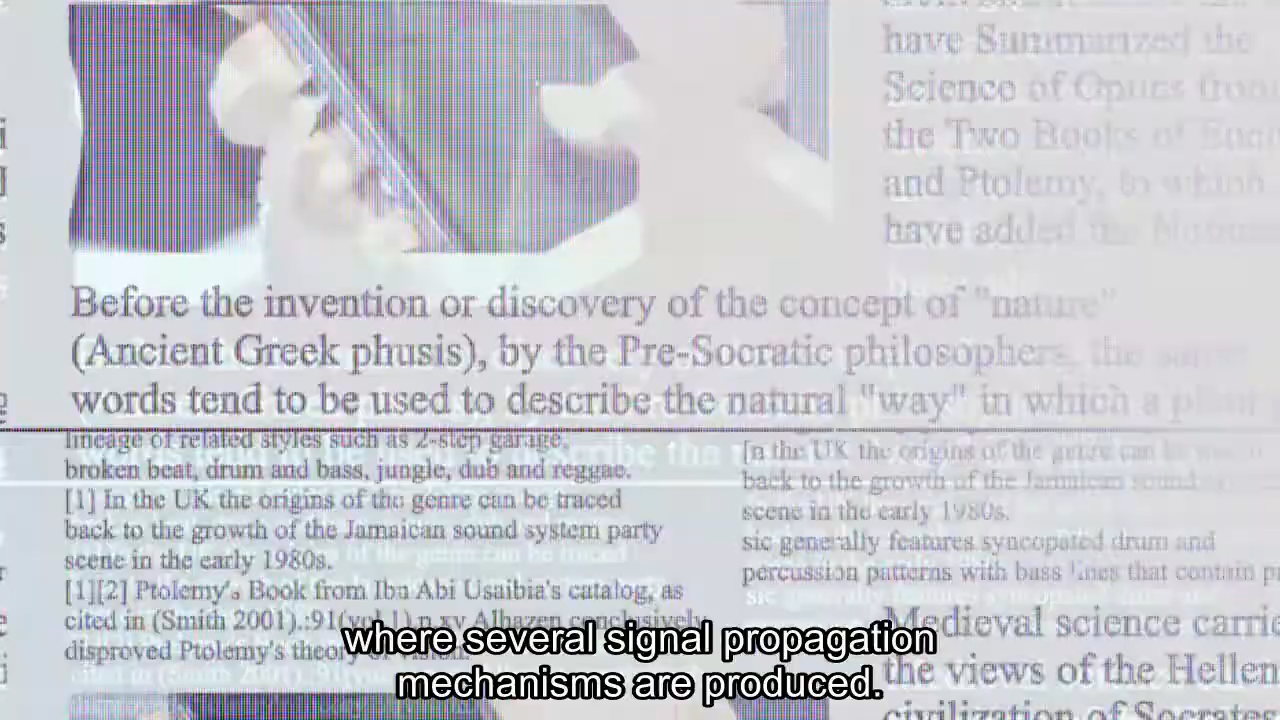 have Summarized the
Science of Optics from
the Two Books of
and Ptolemy, to which
have added the
Before the invention or discovery of the concept of "nature"
(Ancient Greek phusis), by the Pre-Socratic philosophers, the same
words tend to be used to describe the natural "way" in which a plant
lineage of related styles such as 2-step garage,
broken beat, drum and bass, jungle, dub and reggae.
[1] In the UK the origins of the genre can be traced
back to the growth of the Jamaican sound system party
scene in the early 1980s.
[1][2] Ptolemy's Book from Ibn Abi Usaibia's catalog, as
cited in (Smith 2001).:91(vol.1),p.xv Alhazen conclusively
disproved Ptolemy's theory of vision.
[n the UK the origins of the genre can be
back to the growth of the Jamaican sound
scene in the early 1980s.
sic generally features syncopated drum and
percussion patterns with bass lines that contain
Medieval science
the views of the
civilization of Socrates
where several signal propagation
mechanisms are produced.